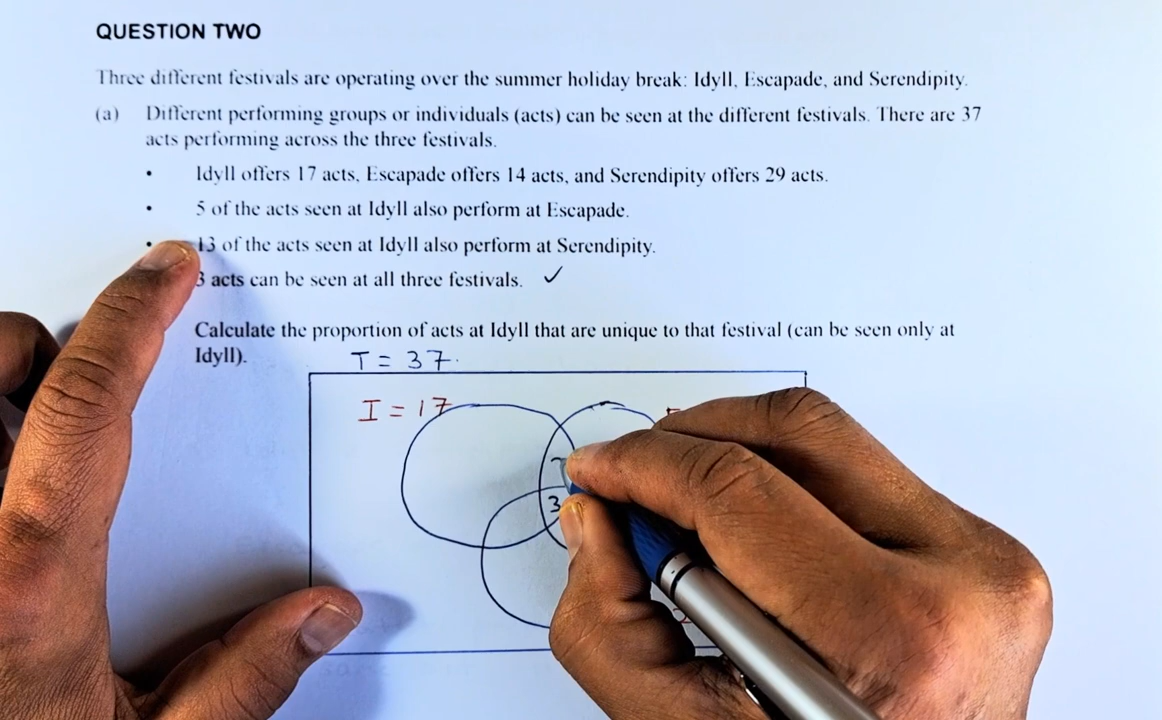 QUESTION TWO
Three different festivals are operating over the summer holiday break: Idyll, Escapade, and Serendipity.
(a) Different performing groups or individuals (acts) can be seen at the different festivals. There are 37
acts performing across the three festivals.
• Idyll offers 17 acts, Escapade offers 14 acts, and Serendipity offers 29 acts.
• 5 of the acts seen at Idyll also perform at Escapade.
• 13 of the acts seen at Idyll also perform at Serendipity.
3 acts can be seen at all three festivals. ✓
Calculate the proportion of acts at Idyll that are unique to that festival (can be seen only at
Idyll).
T = 37.
I = 17
3